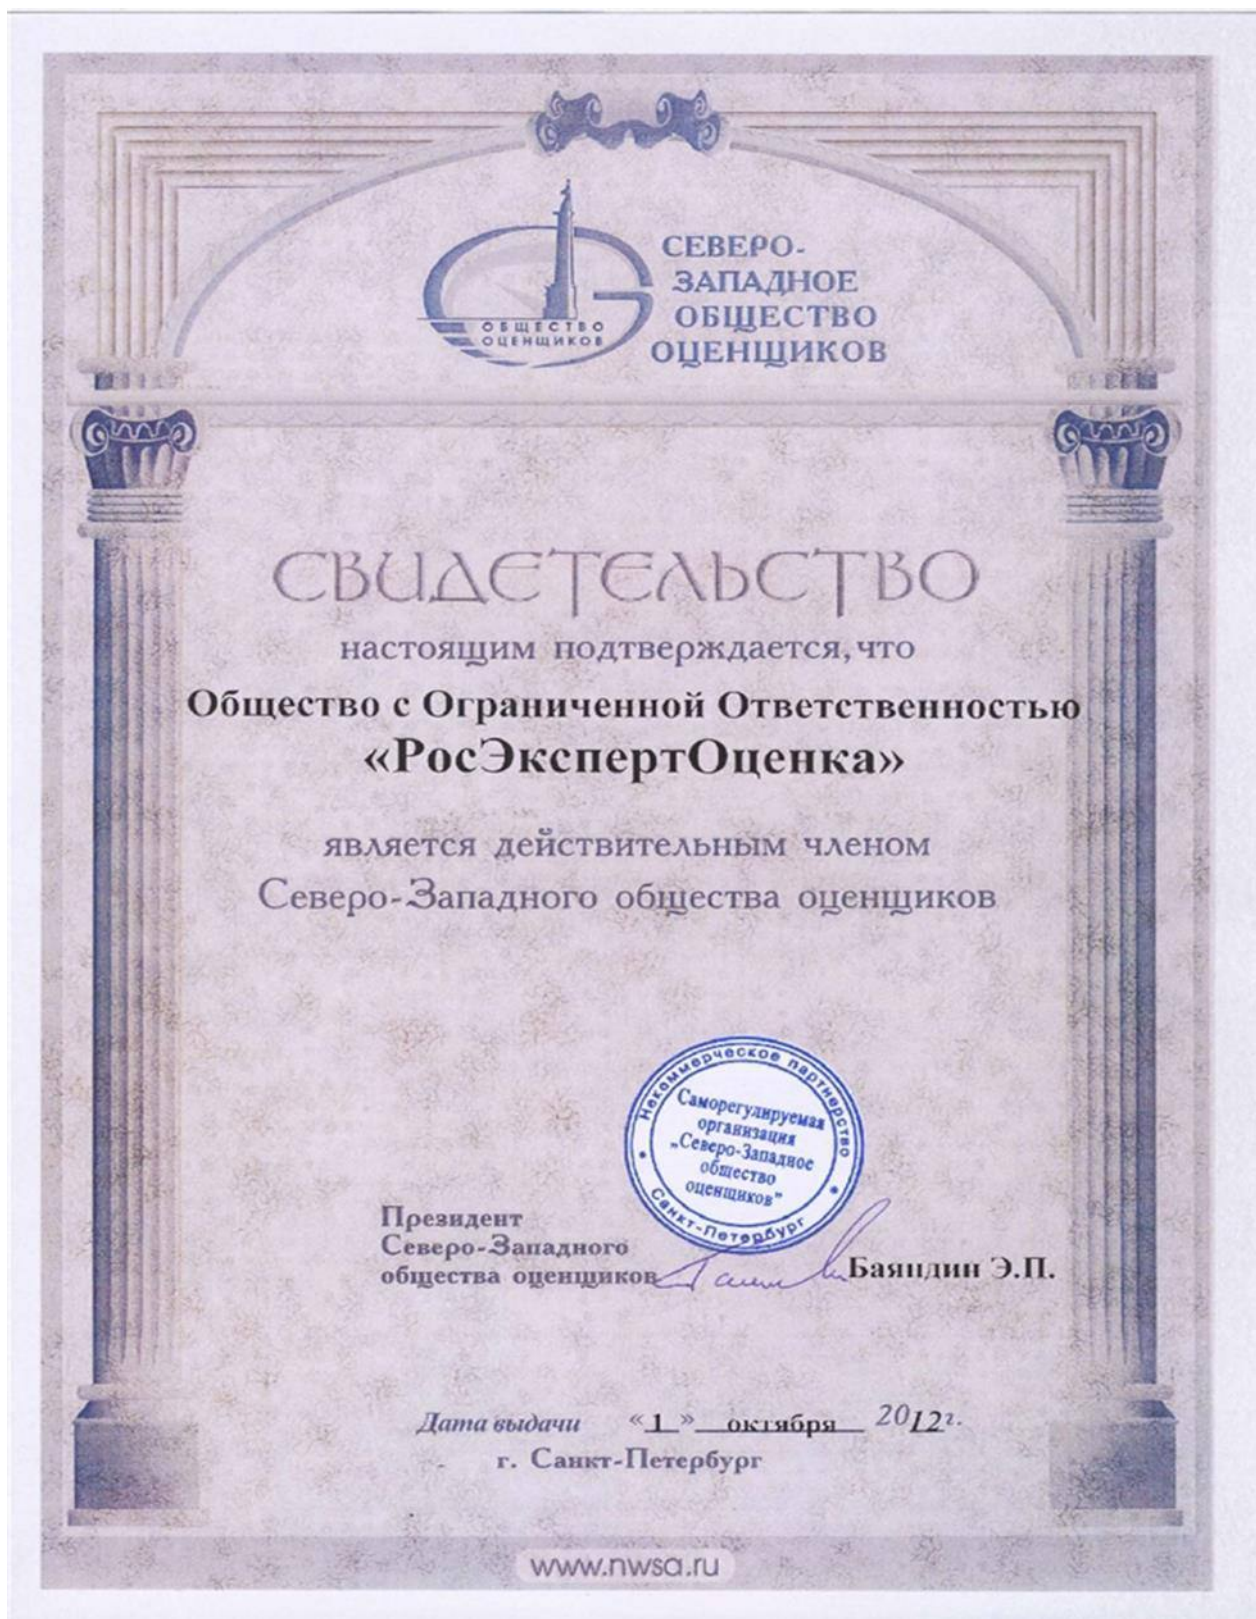 СЕВЕРО-
ЗАПАДНОЕ
ОБЩЕСТВО
ОЦЕНЩИКОВ
ОБЩЕСТВО
ОЦЕНЩИКОВ
СВИДЕТЕЛЬСТВО
настоящим подтверждается, что
Общество с Ограниченной Ответственностью
«РосЭкспертОценка»
является действительным членом
Северо-Западного общества оценщиков
Некоммерческое партнерство
Саморегулируемая
организация
„Северо-Западное
общество
оценщиков"
Санкт-Петербург
Президент
Северо-Западного
общества оценщиков
Баяндин Э.П.
Дата выдачи «1» октября 2012г.
г. Санкт-Петербург
www.nwsa.ru